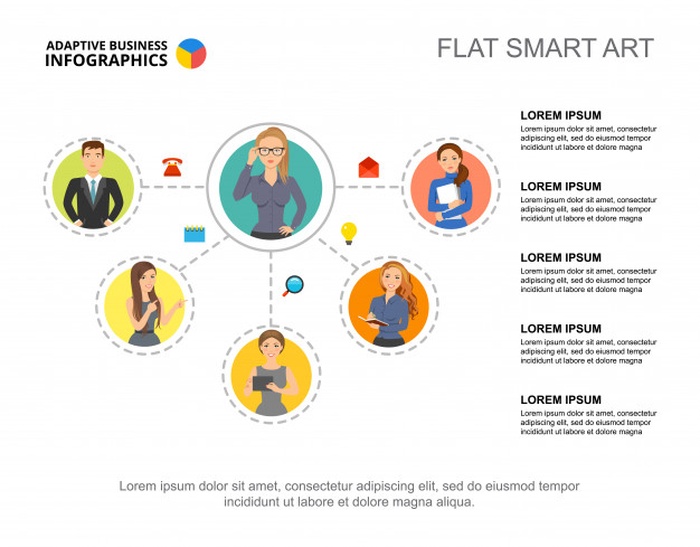 ADAPTIVE BUSINESS
INFOGRAPHICS
FLAT SMART ART
LOREM IPSUM
Lorem ipsum dolor sit amet, consectetur
adipiscing elit, sed do eiusmod tempor
incididunt ut labore et dolore magna
LOREM IPSUM
Lorem ipsum dolor sit amet, consectetur
adipiscing elit, sed do eiusmod tempor
incididunt ut labore et dolore magna
LOREM IPSUM
Lorem ipsum dolor sit amet, consectetur
adipiscing elit, sed do eiusmod tempor
incididunt ut labore et dolore magna
LOREM IPSUM
Lorem ipsum dolor sit amet, consectetur
adipiscing elit, sed do eiusmod tempor
incididunt ut labore et dolore magna
LOREM IPSUM
Lorem ipsum dolor sit amet, consectetur
adipiscing elit, sed do eiusmod tempor
incididunt ut labore et dolore magna
Lorem ipsum dolor sit amet, consectetur adipiscing elit, sed do eiusmod tempor
incididunt ut labore et dolore magna aliqua.